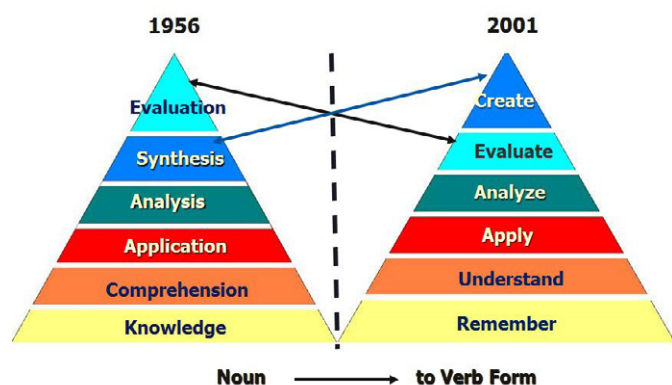 1956
Evaluation
Synthesis
Analysis
Application
Comprehension
Knowledge
2001
Create
Evaluate
Analyze
Apply
Understand
Remember
Noun to Verb Form